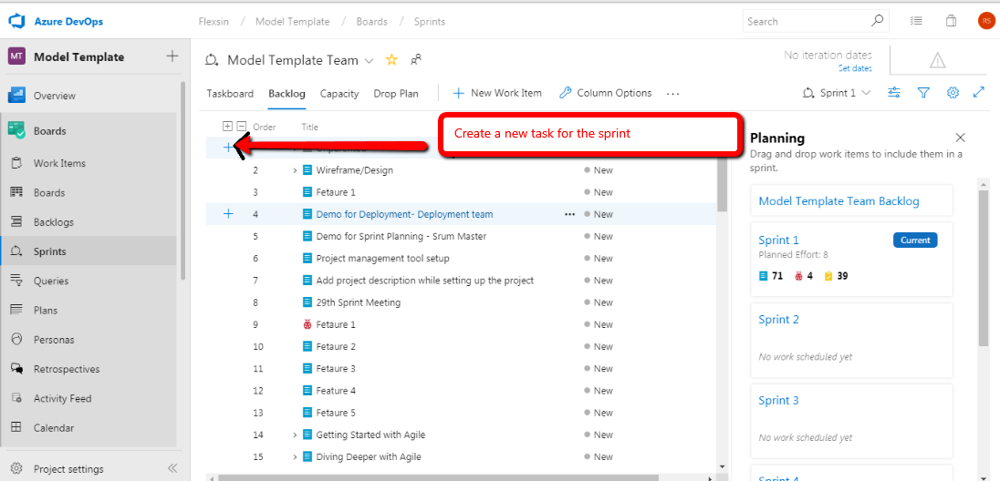 Azure DevOps
Flexsin / Model Template / Boards / Sprints
Search
RS
MT Model Template
Overview
Boards
Work Items
Boards
Backlogs
Sprints
Queries
Plans
Personas
Retrospectives
Activity Feed
Calendar
Project settings
Model Template Team
No iteration dates
Set dates
Taskboard Backlog Capacity Drop Plan New Work Item Column Options
Sprint 1
Order Title
Create a new task for the sprint
2 Wireframe/Design New
3 Fetaure 1 New
4 Demo for Deployment- Deployment team New
5 Demo for Sprint Planning - Srum Master New
6 Project management tool setup New
7 Add project description while setting up the project New
8 29th Sprint Meeting New
9 Fetaure 1 New
10 Fetaure 2 New
11 Fetaure 3 New
12 Feature 4 New
13 Fetaure 5 New
14 Getting Started with Agile New
15 Diving Deeper with Agile New
Planning
Drag and drop work items to include them in a
sprint.
Model Template Team Backlog
Sprint 1 Current
Planned Effort: 8
71 4 39
Sprint 2
No work scheduled yet
Sprint 3
No work scheduled yet
Sprint 4